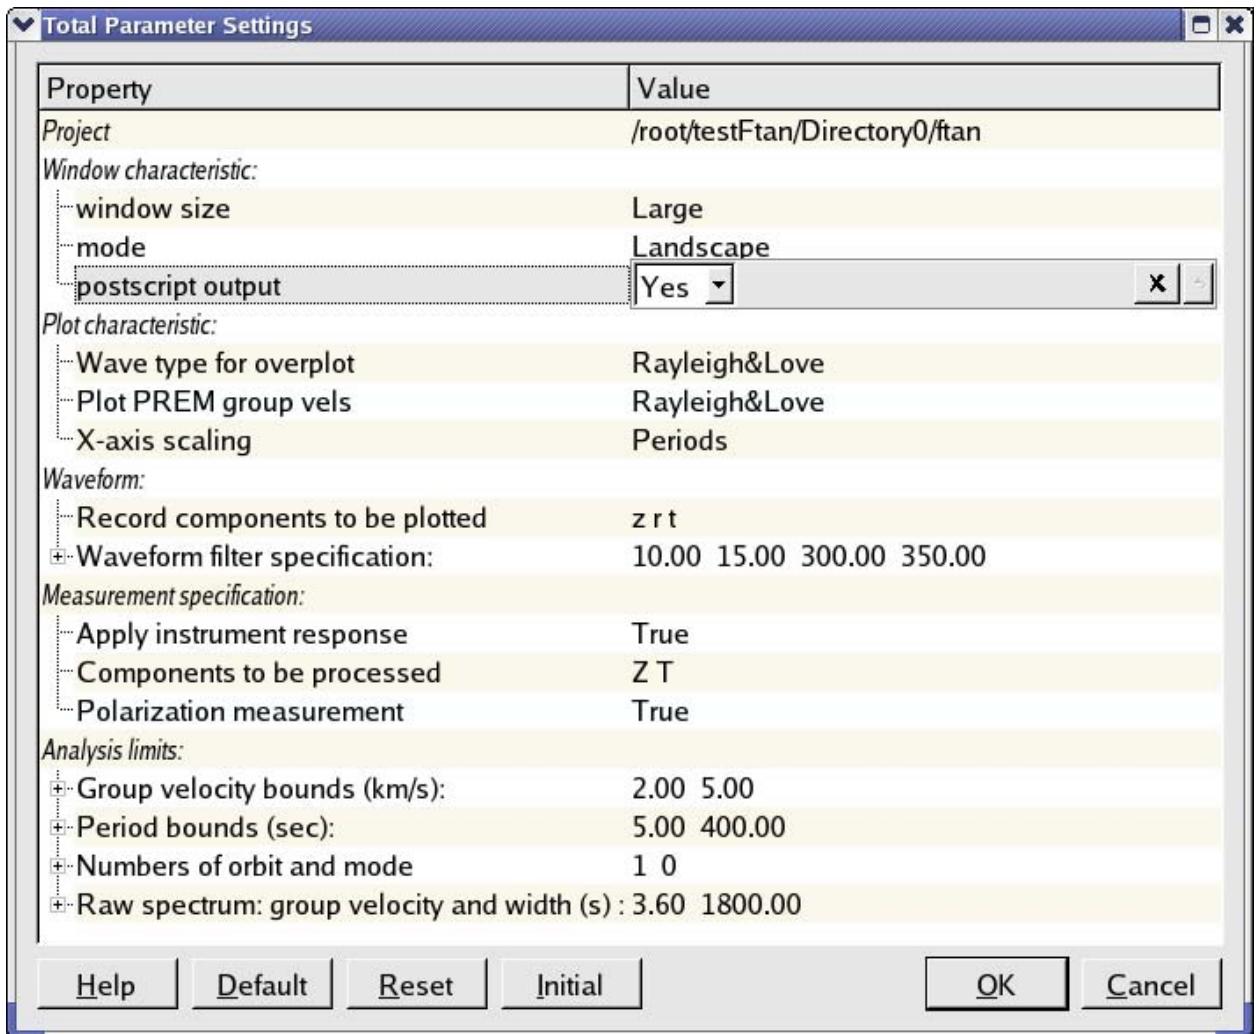 Total Parameter Settings
Property Value
Project /root/testFtan/Directory0/ftan
Window characteristic:
window size Large
mode Landscape
postscript output Yes
Plot characteristic:
Wave type for overplot Rayleigh&Love
Plot PREM group vels Rayleigh&Love
X-axis scaling Periods
Waveform:
Record components to be plotted z r t
Waveform filter specification: 10.00 15.00 300.00 350.00
Measurement specification:
Apply instrument response True
Components to be processed Z T
Polarization measurement True
Analysis limits:
Group velocity bounds (km/s): 2.00 5.00
Period bounds (sec): 5.00 400.00
Numbers of orbit and mode 1 0
Raw spectrum: group velocity and width (s) : 3.60 1800.00
Help Default Reset Initial OK Cancel